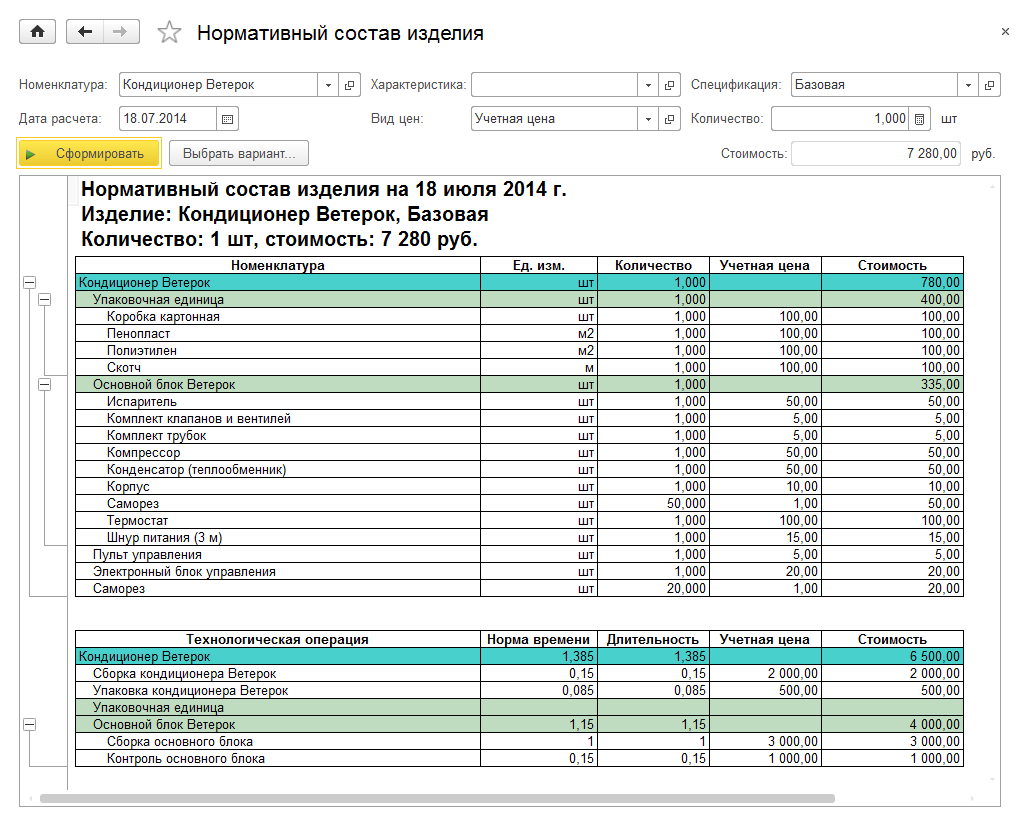 Нормативный состав изделия
Номенклатура: Кондиционер Ветерок Характеристика: Спецификация: Базовая
Дата расчета: 18.07.2014 Вид цен: Учетная цена Количество: 1,000 шт
Сформировать Выбрать вариант... Стоимость: 7 280,00 руб.
Нормативный состав изделия на 18 июля 2014 г.
Изделие: Кондиционер Ветерок, Базовая
Количество: 1 шт, стоимость: 7 280 руб.
Номенклатура Ед. изм. Количество Учетная цена Стоимость
Кондиционер Ветерок шт 1,000 780,00
Упаковочная единица шт 1,000 400,00
Коробка картонная шт 1,000 100,00 100,00
Пенопласт м2 1,000 100,00 100,00
Полиэтилен м2 1,000 100,00 100,00
Скотч м 1,000 100,00 100,00
Основной блок Ветерок шт 1,000 335,00
Испаритель шт 1,000 50,00 50,00
Комплект клапанов и вентилей шт 1,000 5,00 5,00
Комплект трубок шт 1,000 5,00 5,00
Компрессор шт 1,000 50,00 50,00
Конденсатор (теплообменник) шт 1,000 50,00 50,00
Корпус шт 1,000 10,00 10,00
Саморез шт 50,000 1,00 50,00
Термостат шт 1,000 100,00 100,00
Шнур питания (3 м) шт 1,000 15,00 15,00
Пульт управления шт 1,000 5,00 5,00
Электронный блок управления шт 1,000 20,00 20,00
Саморез шт 20,000 1,00 20,00
Технологическая операция Норма времени Длительность Учетная цена Стоимость
Кондиционер Ветерок 1,385 1,385 6 500,00
Сборка кондиционера Ветерок 0,15 0,15 2 000,00 2 000,00
Упаковка кондиционера Ветерок 0,085 0,085 500,00 500,00
Упаковочная единица
Основной блок Ветерок 1,15 1,15 4 000,00
Сборка основного блока 1 1 3 000,00 3 000,00
Контроль основного блока 0,15 0,15 1 000,00 1 000,00